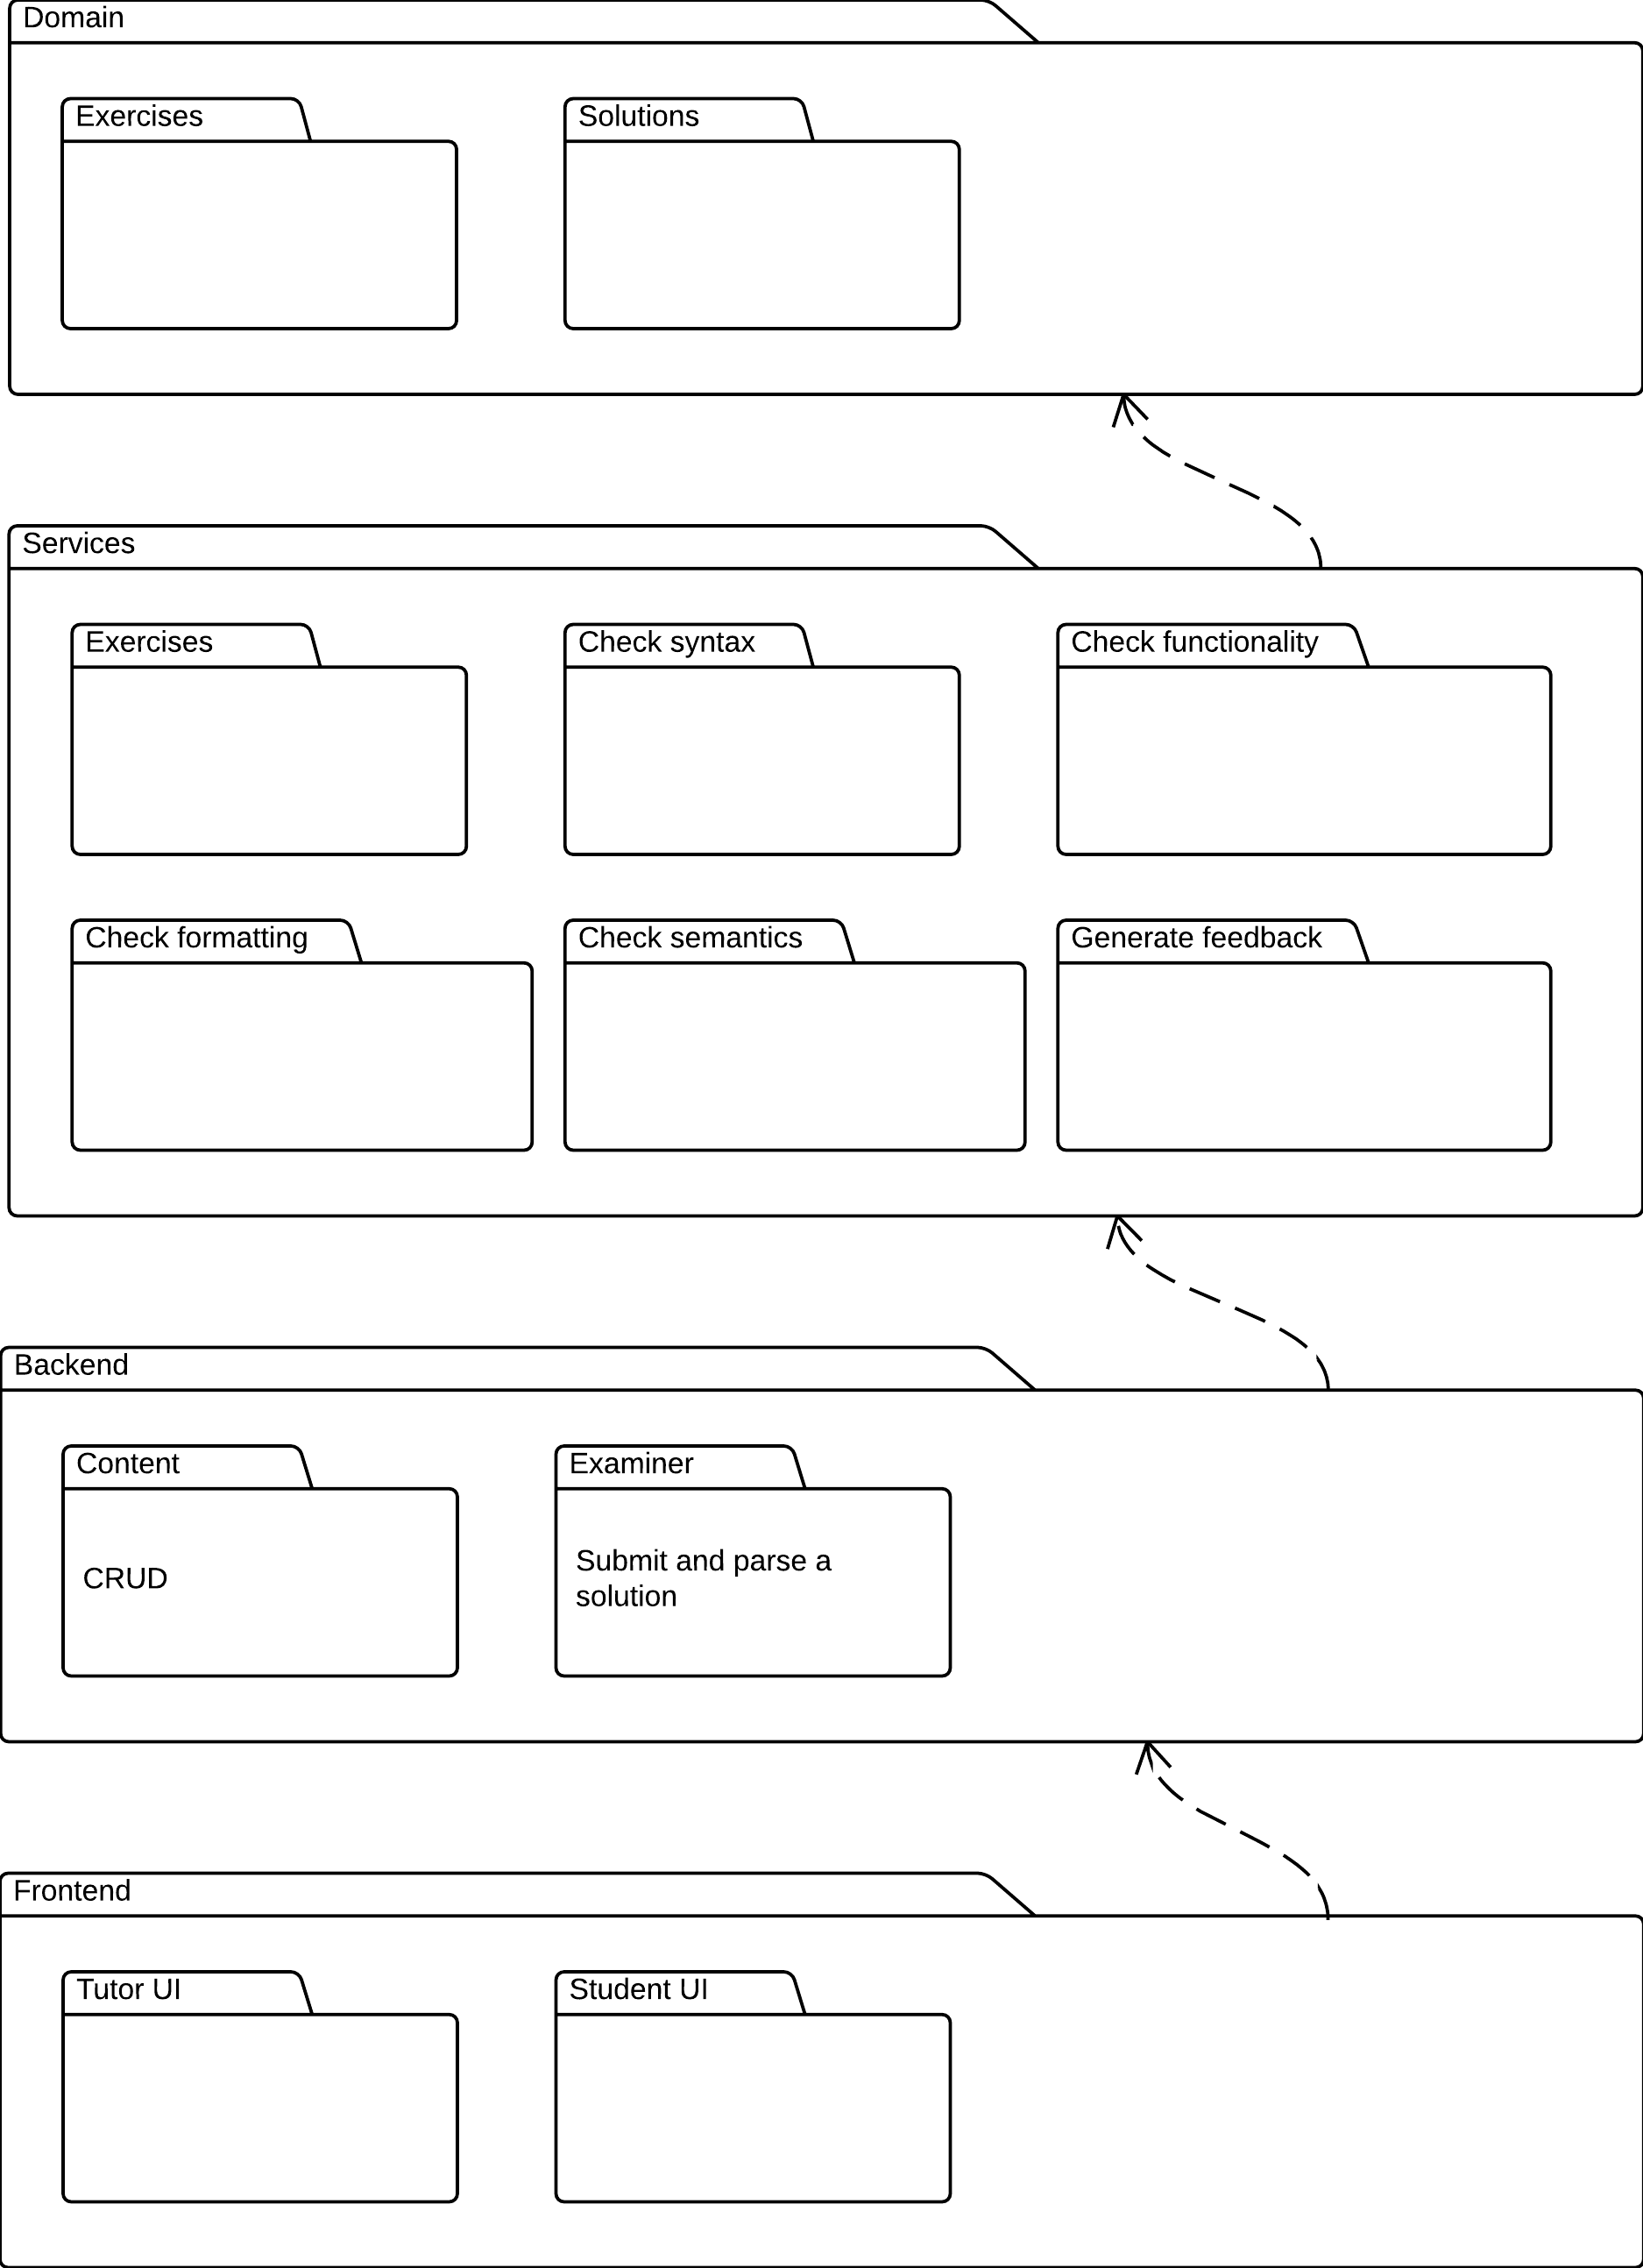 Domain
Exercises
Solutions
Services
Exercises
Check syntax
Check functionality
Check formatting
Check semantics
Generate feedback
Backend
Content
Examiner
CRUD
Submit and parse a
solution
Frontend
Tutor UI
Student UI